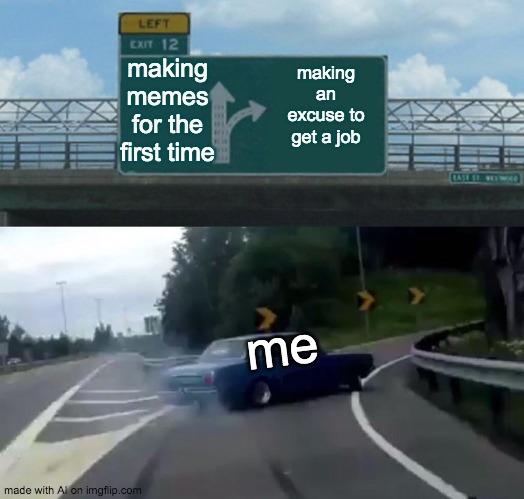 LEFT
EXIT 12
making
memes
for the
first time
making
an
excuse to
get a job
me
made with AI on imgflip.com